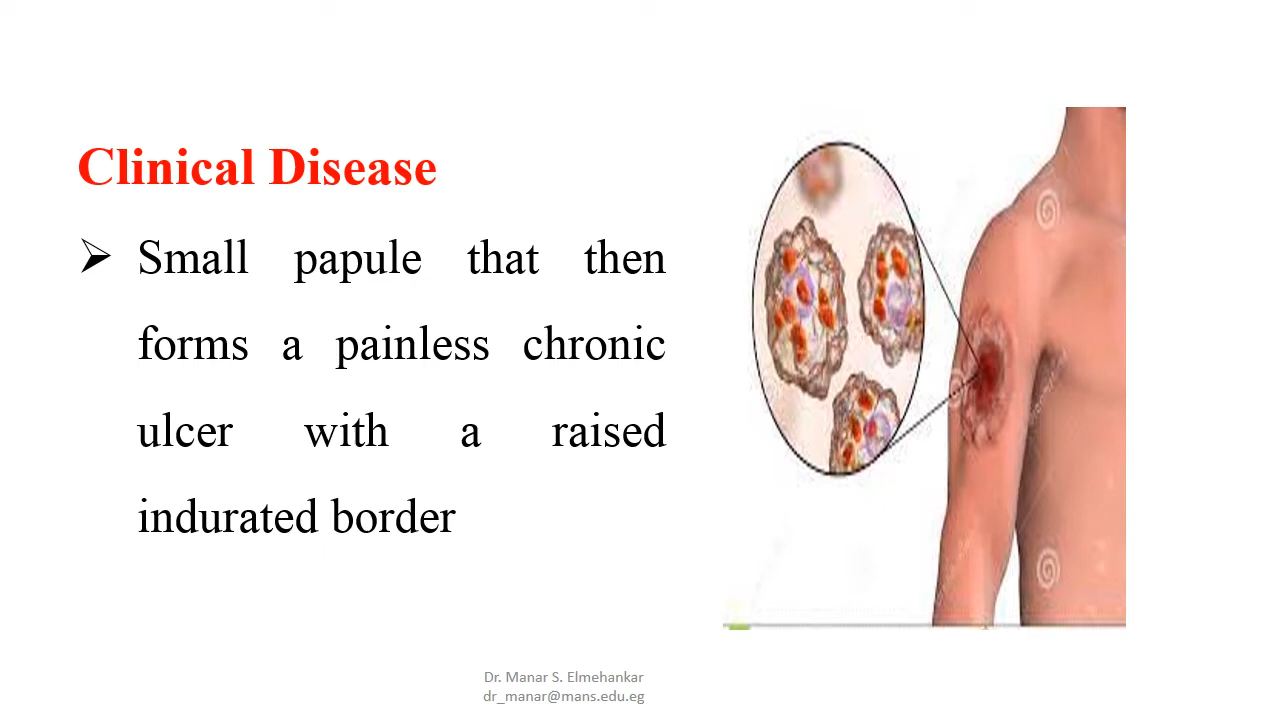 Clinical Disease
➢ Small papule that then
forms a painless chronic
ulcer with a raised
indurated border
Dr. Manar S. Elmehankar
dr_manar@mans.edu.eg